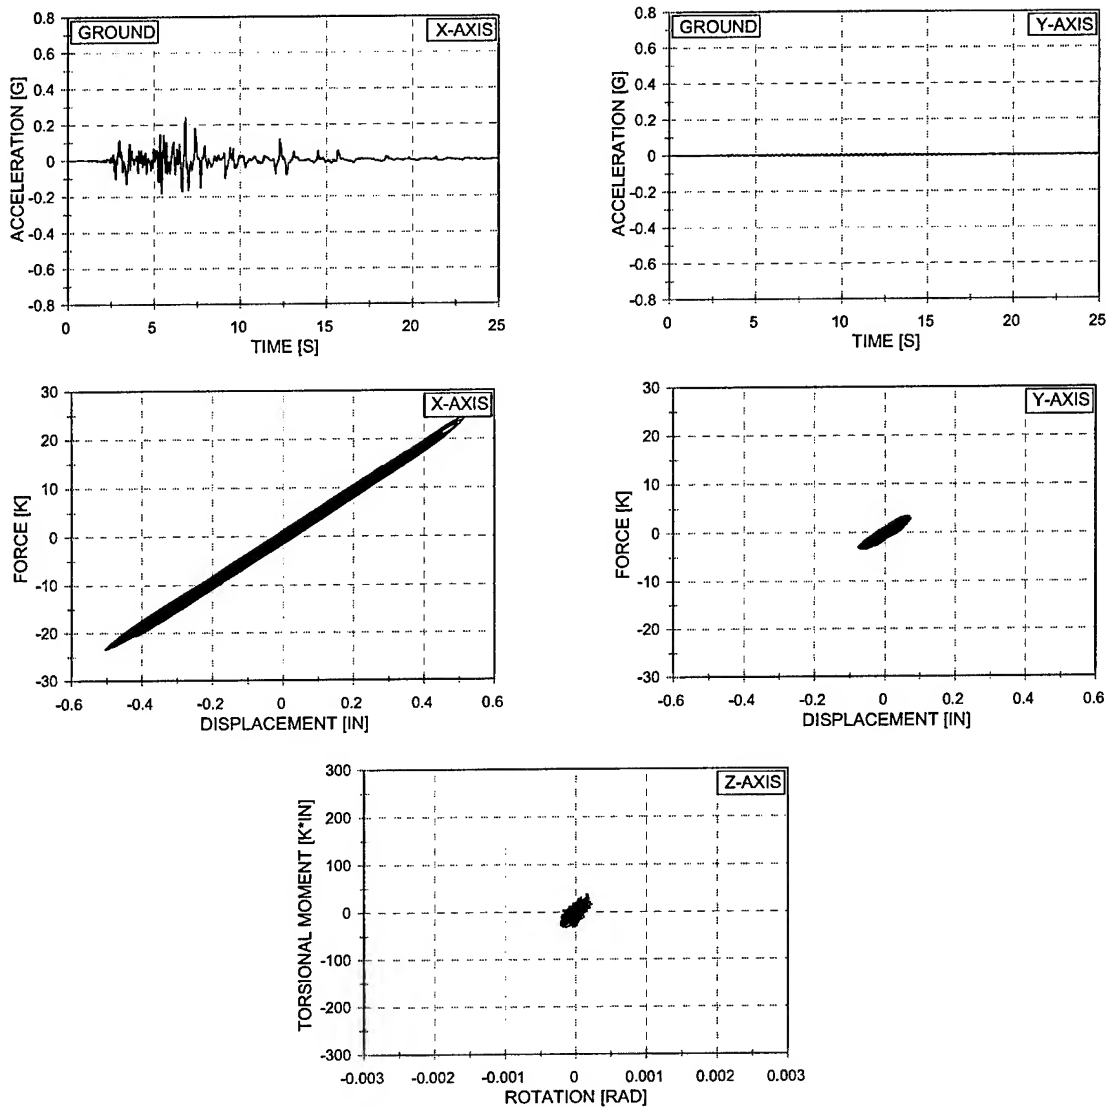 GROUND X-AXIS
ACCELERATION [G]
0.8
0.6
0.4
0.2
0
-0.2
-0.4
-0.6
-0.8
0 5 10 15 20 25
TIME [S]
GROUND Y-AXIS
ACCELERATION [G]
0.8
0.6
0.4
0.2
0
-0.2
-0.4
-0.6
-0.8
0 5 10 15 20 25
TIME [S]
X-AXIS
FORCE [K]
30
20
10
0
-10
-20
-30
-0.6 -0.4 -0.2 0 0.2 0.4 0.6
DISPLACEMENT [IN]
Y-AXIS
FORCE [K]
30
20
10
0
-10
-20
-30
-0.6 -0.4 -0.2 0 0.2 0.4 0.6
DISPLACEMENT [IN]
Z-AXIS
TORSIONAL MOMENT [K*IN]
300
200
100
0
-100
-200
-300
-0.003 -0.002 -0.001 0 0.001 0.002 0.003
ROTATION [RAD]